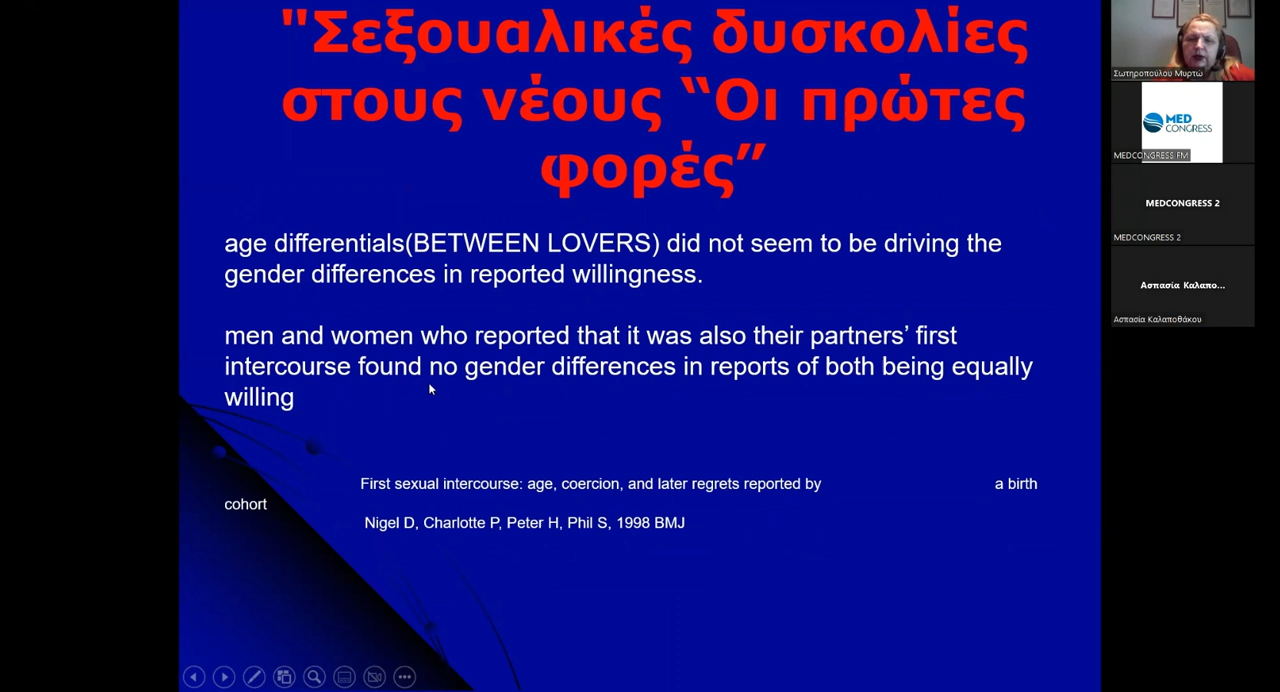 "Σεξουαλικές δυσκολίες
στους νέους “Οι πρώτες
φορές”
age differentials(BETWEEN LOVERS) did not seem to be driving the
gender differences in reported willingness.
men and women who reported that it was also their partners’ first
intercourse found no gender differences in reports of both being equally
willing
First sexual intercourse: age, coercion, and later regrets reported by a birth
cohort
Nigel D, Charlotte P, Peter H, Phil S, 1998 BMJ
Σωτηροπούλου Μυρτώ
MED
CONGRESS
MEDCONGRESS FM
MEDCONGRESS 2
MEDCONGRESS 2
Ασπασία Καλαπο...
Ασπασία Καλαποθάκου